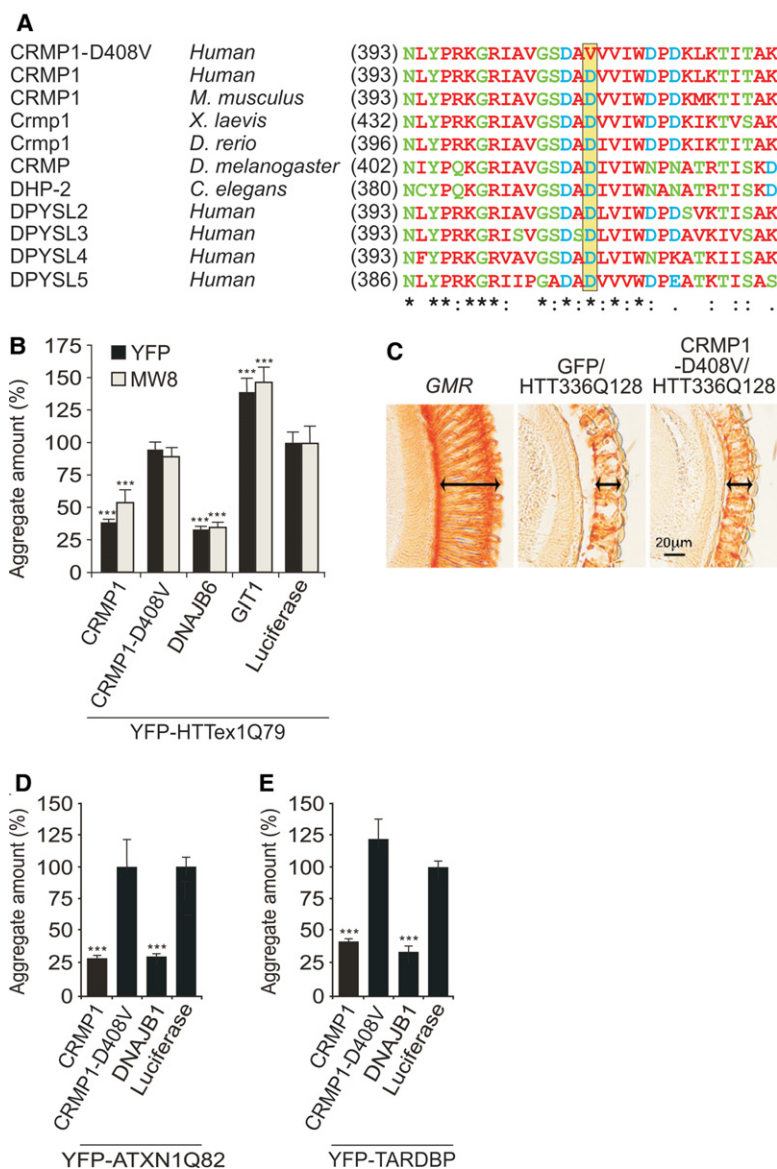 A
CRMP1-D408V Human (393) NLYPRKGRIAVGSDAVVVIWDPDKLKTITAK
CRMP1 Human (393) NLYPRKGRIAVGSDADVVIWDPDKLKTITAK
CRMP1 M. musculus (393) NLYPRKGRIAVGSDADVVIWDPDKMKTITAK
Crmp1 X. laevis (432) NLYPRKGRIAVGSDADVVIWDPDKIKTVSAK
Crmp1 D. rerio (396) NLYPRKGRIAVGSDADVVIWDPDKIKTITAK
CRMP D. melanogaster (402) NIYPQKGRIAVGSDADIVIWNPNATRTISKD
DHP-2 C. elegans (380) NCYPQKGRIAVGSDADIVIWNANATRTISKD
DPYSL2 Human (393) NLYPRKGRIAVGSDADLVIWDPDSVKTISAK
DPYSL3 Human (393) NLYPRKGRISVGSDSDLVIWDPDAVKIVSAK
DPYSL4 Human (393) NFYPRKGRVAVGSDADLVIWNPKATKIISAK
DPYSL5 Human (386) NLYPRKGRIIPGADADVVVWDPEATKTISAS
* **:***: *:*:*:*:*:. . : :: .
B
YFP
MW8
Aggregate amount (%)
175
150
125
100
75
50
25
0
*** *** *** *** *** ***
CRMP1
CRMP1-D408V
DNAJB6
GIT1
Luciferase
YFP-HTTex1Q79
C
GMR
GFP/
HTT336Q128
CRMP1
-D408V/
HTT336Q128
20µm
D
Aggregate amount (%)
150
125
100
75
50
25
0
*** ***
CRMP1
CRMP1-D408V
DNAJB1
Luciferase
YFP-ATXN1Q82
E
Aggregate amount (%)
150
125
100
75
50
25
0
*** ***
CRMP1
CRMP1-D408V
DNAJB1
Luciferase
YFP-TARDBP